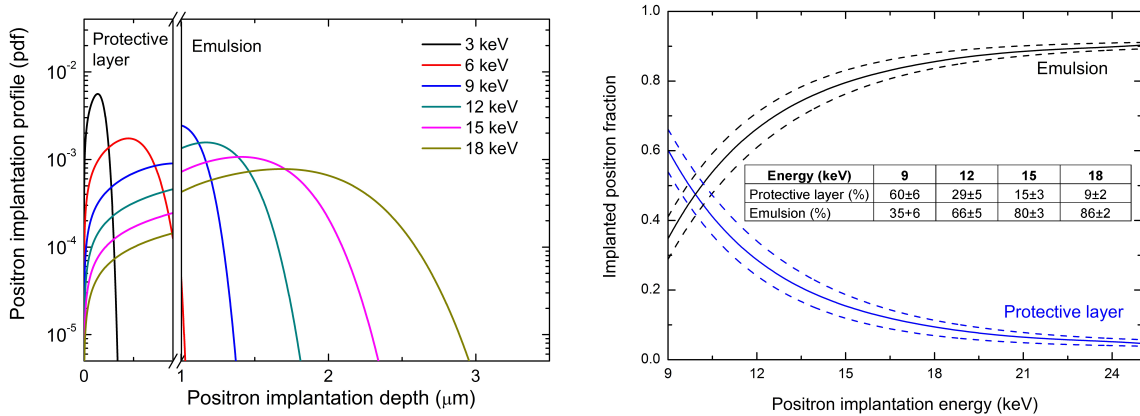 Positron implantation profile (pdf)
10⁻²
10⁻³
10⁻⁴
10⁻⁵
Protective
layer
Emulsion
3 keV
6 keV
9 keV
12 keV
15 keV
18 keV
0 1 2 3
Positron implantation depth (μm)
Implanted positron fraction
1.0
0.8
0.6
0.4
0.2
0.0
Emulsion
Energy (keV) 9 12 15 18
Protective layer (%) 60±6 29±5 15±3 9±2
Emulsion (%) 35+6 66±5 80±3 86±2
Protective layer
9 12 15 18 21 24
Positron implantation energy (keV)